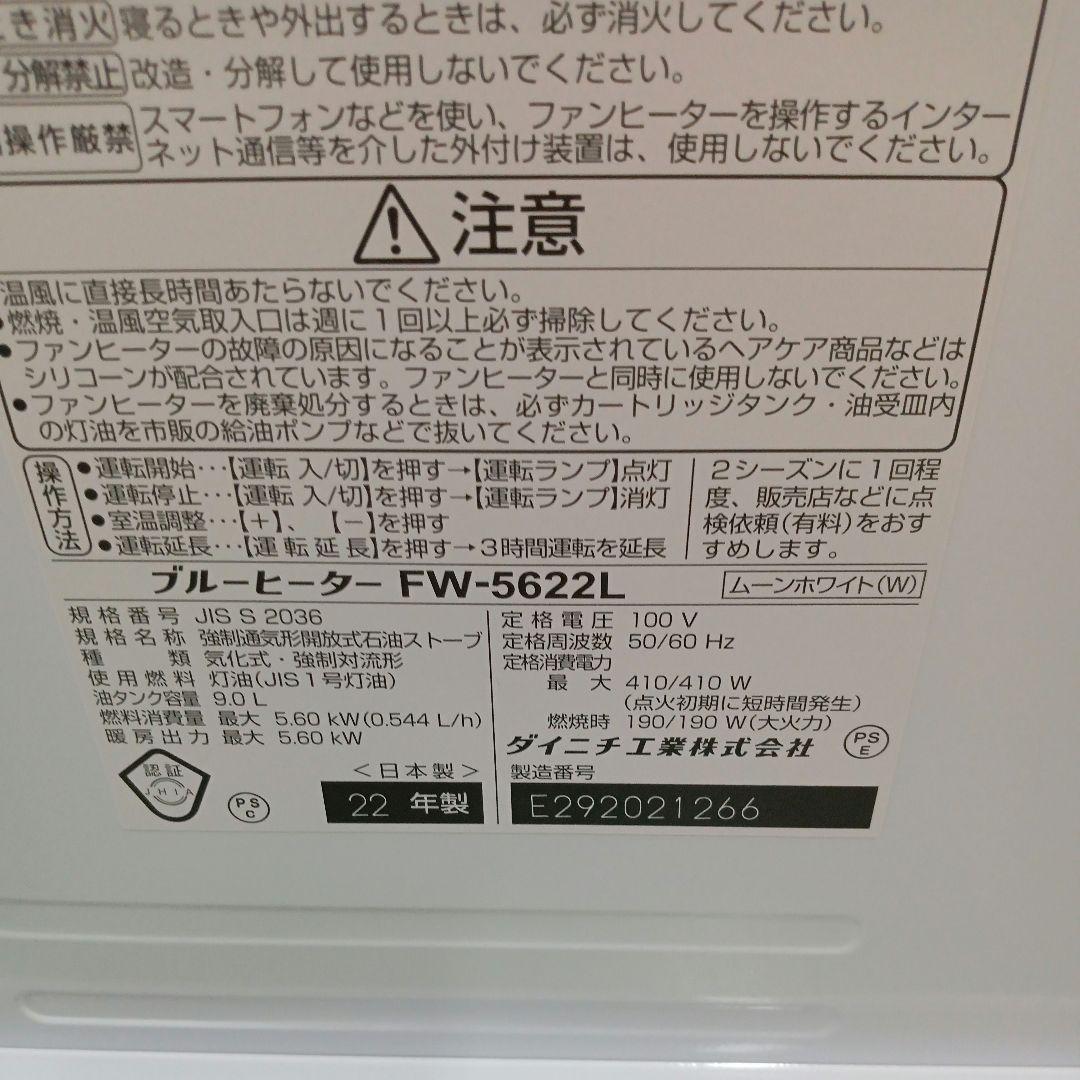 とき消火 寝るときや外出するときは、必ず消火してください。
分解禁止 改造・分解して使用しないでください。
操作厳禁 スマートフォンなどを使い、ファンヒーターを操作するインター
ネット通信等を介した外付け装置は、使用しないでください。
注意
温風に直接長時間あたらないでください。
●燃焼・温風空気取入口は週に1回以上必ず掃除してください。
●ファンヒーターの故障の原因になることが表示されているヘアケア商品などは
シリコーンが配合されています。ファンヒーターと同時に使用しないでください。
●ファンヒーターを廃棄処分するときは、必ずカートリッジタンク・油受皿内
の灯油を市販の給油ポンプなどで抜いてください。
操作方法
●運転開始…【運転 入/切】を押す→【運転ランプ】点灯
●運転停止…【運転 入/切】を押す→【運転ランプ】消灯
●室温調整…【+】、【−】を押す
●運転延長…【運転延長】を押す→3時間運転を延長
2シーズンに1回程
度、販売店などに点
検依頼(有料)をおす
すめします。
ブルーヒーター FW-5622L ムーンホワイト(W)
規格番号 JIS S 2036
規格名称 強制通気形開放式石油ストーブ
種類 気化式・強制対流形
使用燃料 灯油(JIS1号灯油)
油タンク容量 9.0 L
燃料消費量 最大 5.60 kW(0.544 L/h)
暖房出力 最大 5.60 kW
認証
JHIA
PSC
<日本製>
22 年製
定格電圧 100 V
定格周波数 50/60 Hz
定格消費電力
最大 410/410 W
(点火初期に短時間発生)
燃焼時 190/190 W(大火力)
ダイニチ工業株式会社 PSE
製造番号
E292021266